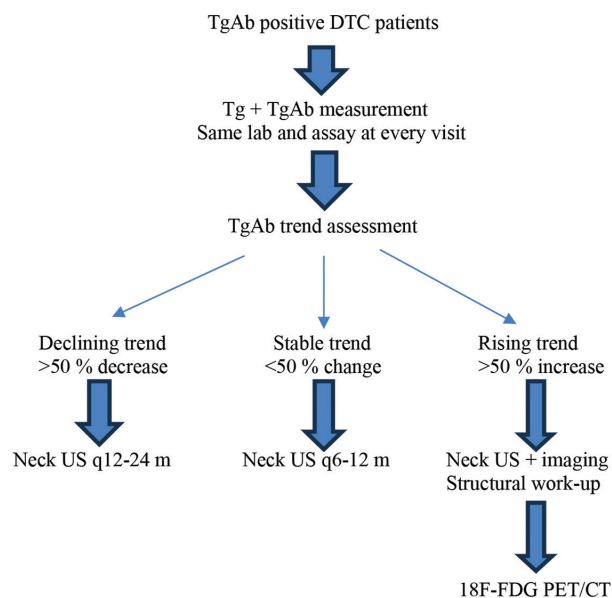 TgAb positive DTC patients
Tg + TgAb measurement
Same lab and assay at every visit
TgAb trend assessment
Declining trend
>50 % decrease
Neck US q12-24 m
Stable trend
<50 % change
Neck US q6-12 m
Rising trend
>50 % increase
Neck US + imaging
Structural work-up
18F-FDG PET/CT